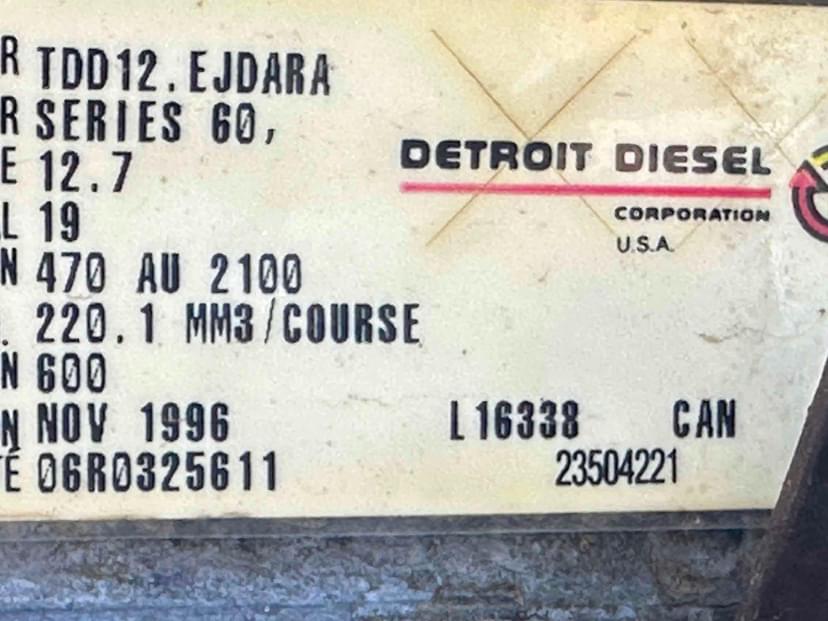 R TDD12.EJDARA
R SERIES 60,
E 12.7
L 19
N 470 AU 2100
. 220.1 MM3/COURSE
N 600
N NOV 1996
TÉ 06R0325611
DETROIT DIESEL
CORPORATION
U.S.A.
L16338 CAN
23504221